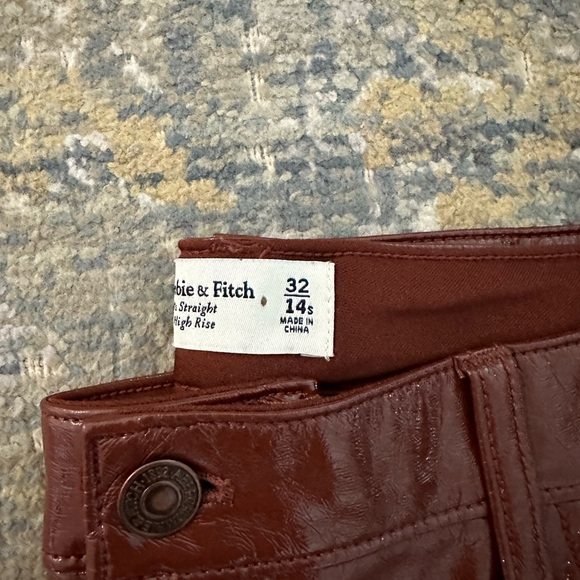 bie & Fitch
Straight
High Rise
32
14s
MADE IN
CHINA